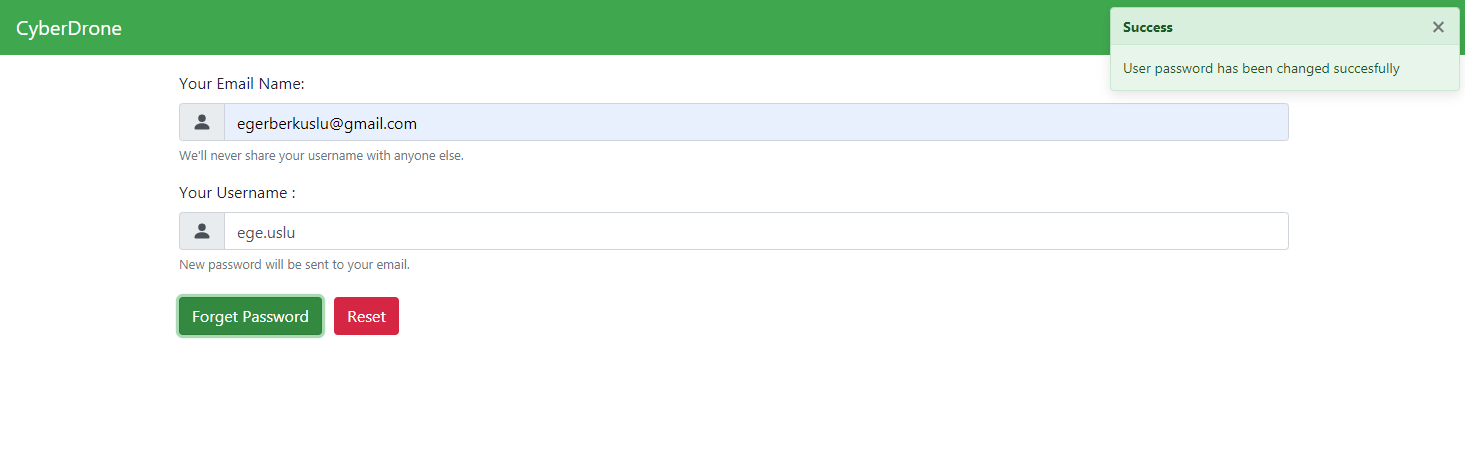 CyberDrone
Success
User password has been changed succesfully
Your Email Name:
egerberkuslu@gmail.com
We'll never share your username with anyone else.
Your Username :
ege.uslu
New password will be sent to your email.
Forget Password
Reset